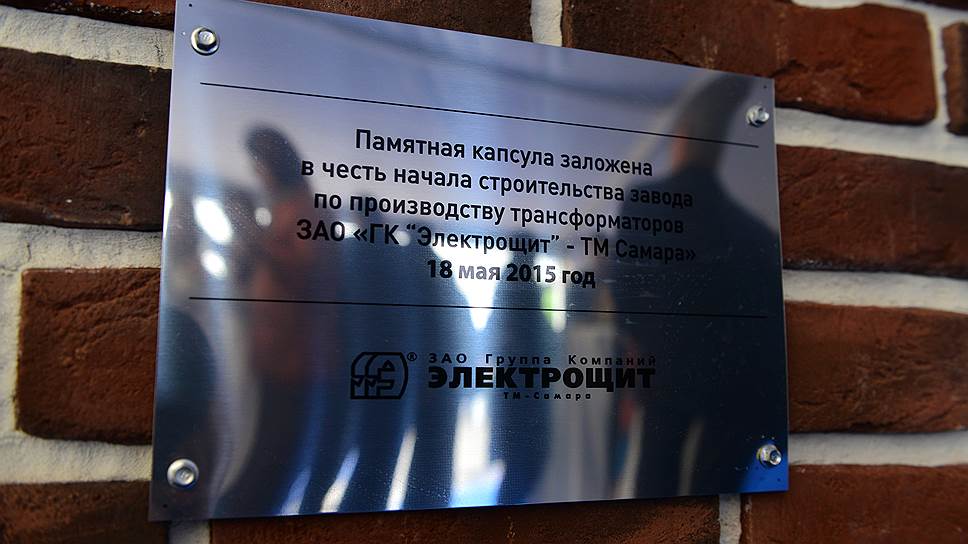 Памятная капсула заложена
в честь начала строительства завода
по производству трансформаторов
ЗАО «ГК “Электрощит” - ТМ Самара»
18 мая 2015 год
ЗАО Группа Компаний
® ЭЛЕКТРОЩИТ
ТМ-Самара